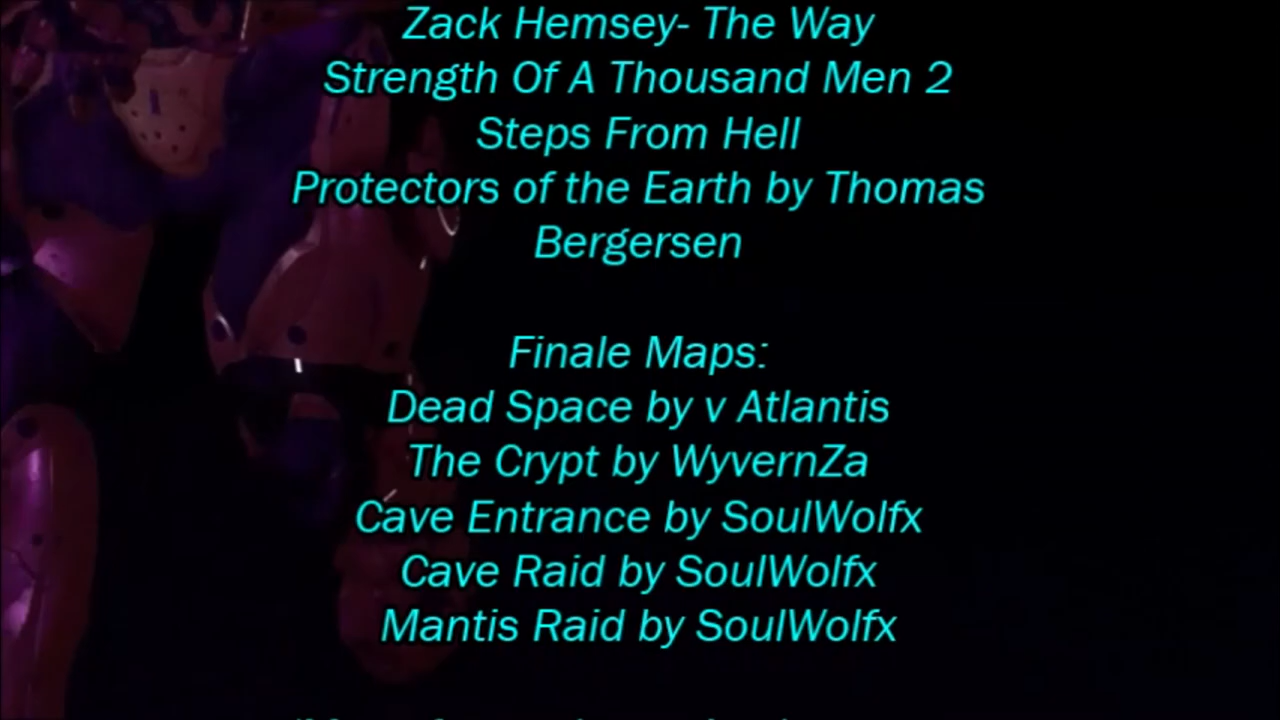 Zack Hemsey- The Way
Strength Of A Thousand Men 2
Steps From Hell
Protectors of the Earth by Thomas
Bergersen
Finale Maps:
Dead Space by v Atlantis
The Crypt by WyvernZa
Cave Entrance by SoulWolfx
Cave Raid by SoulWolfx
Mantis Raid by SoulWolfx